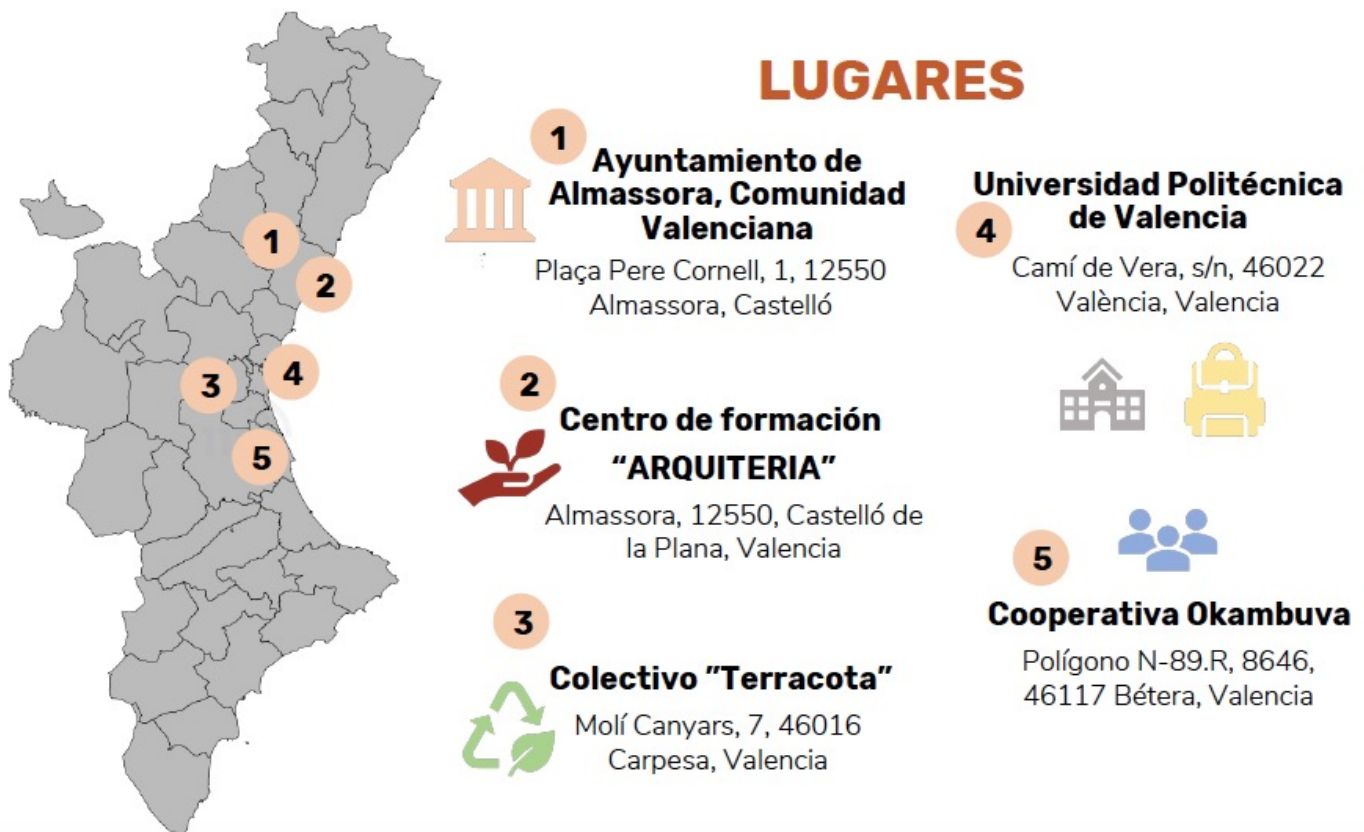 LUGARES
1
Ayuntamiento de
Almassora, Comunidad
Valenciana
Plaça Pere Cornell, 1, 12550
Almassora, Castelló
2
Centro de formación
“ARQUITERIA”
Almassora, 12550, Castelló de
la Plana, Valencia
3
Colectivo ”Terracota”
Molí Canyars, 7, 46016
Carpesa, Valencia
Universidad Politécnica
de Valencia
4
Camí de Vera, s/n, 46022
València, Valencia
5
Cooperativa Okambuva
Polígono N-89.R, 8646,
46117 Bétera, Valencia
1
2
3
4
5